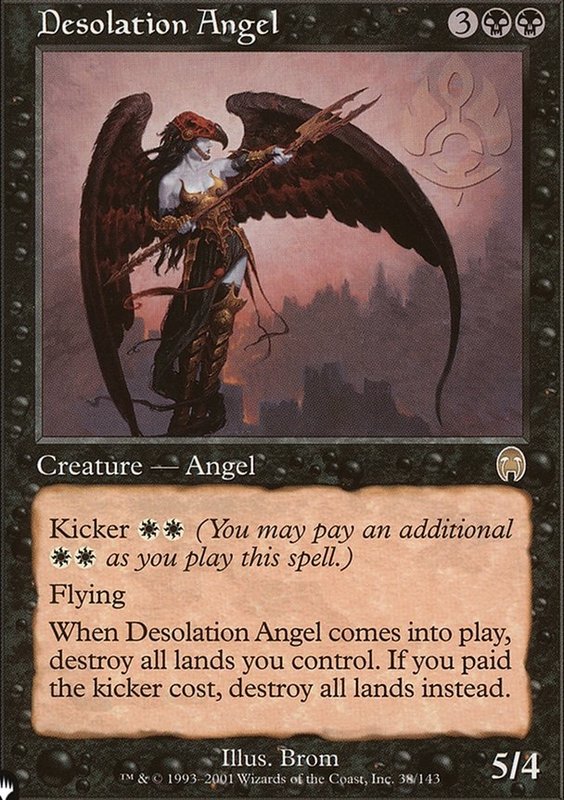 Desolation Angel
3
Creature — Angel
Kicker (You may pay an additional
as you play this spell.)
Flying
When Desolation Angel comes into play,
destroy all lands you control. If you paid
the kicker cost, destroy all lands instead.
Illus. Brom
™ & © 1993–2001 Wizards of the Coast, Inc. 38/143
5/4